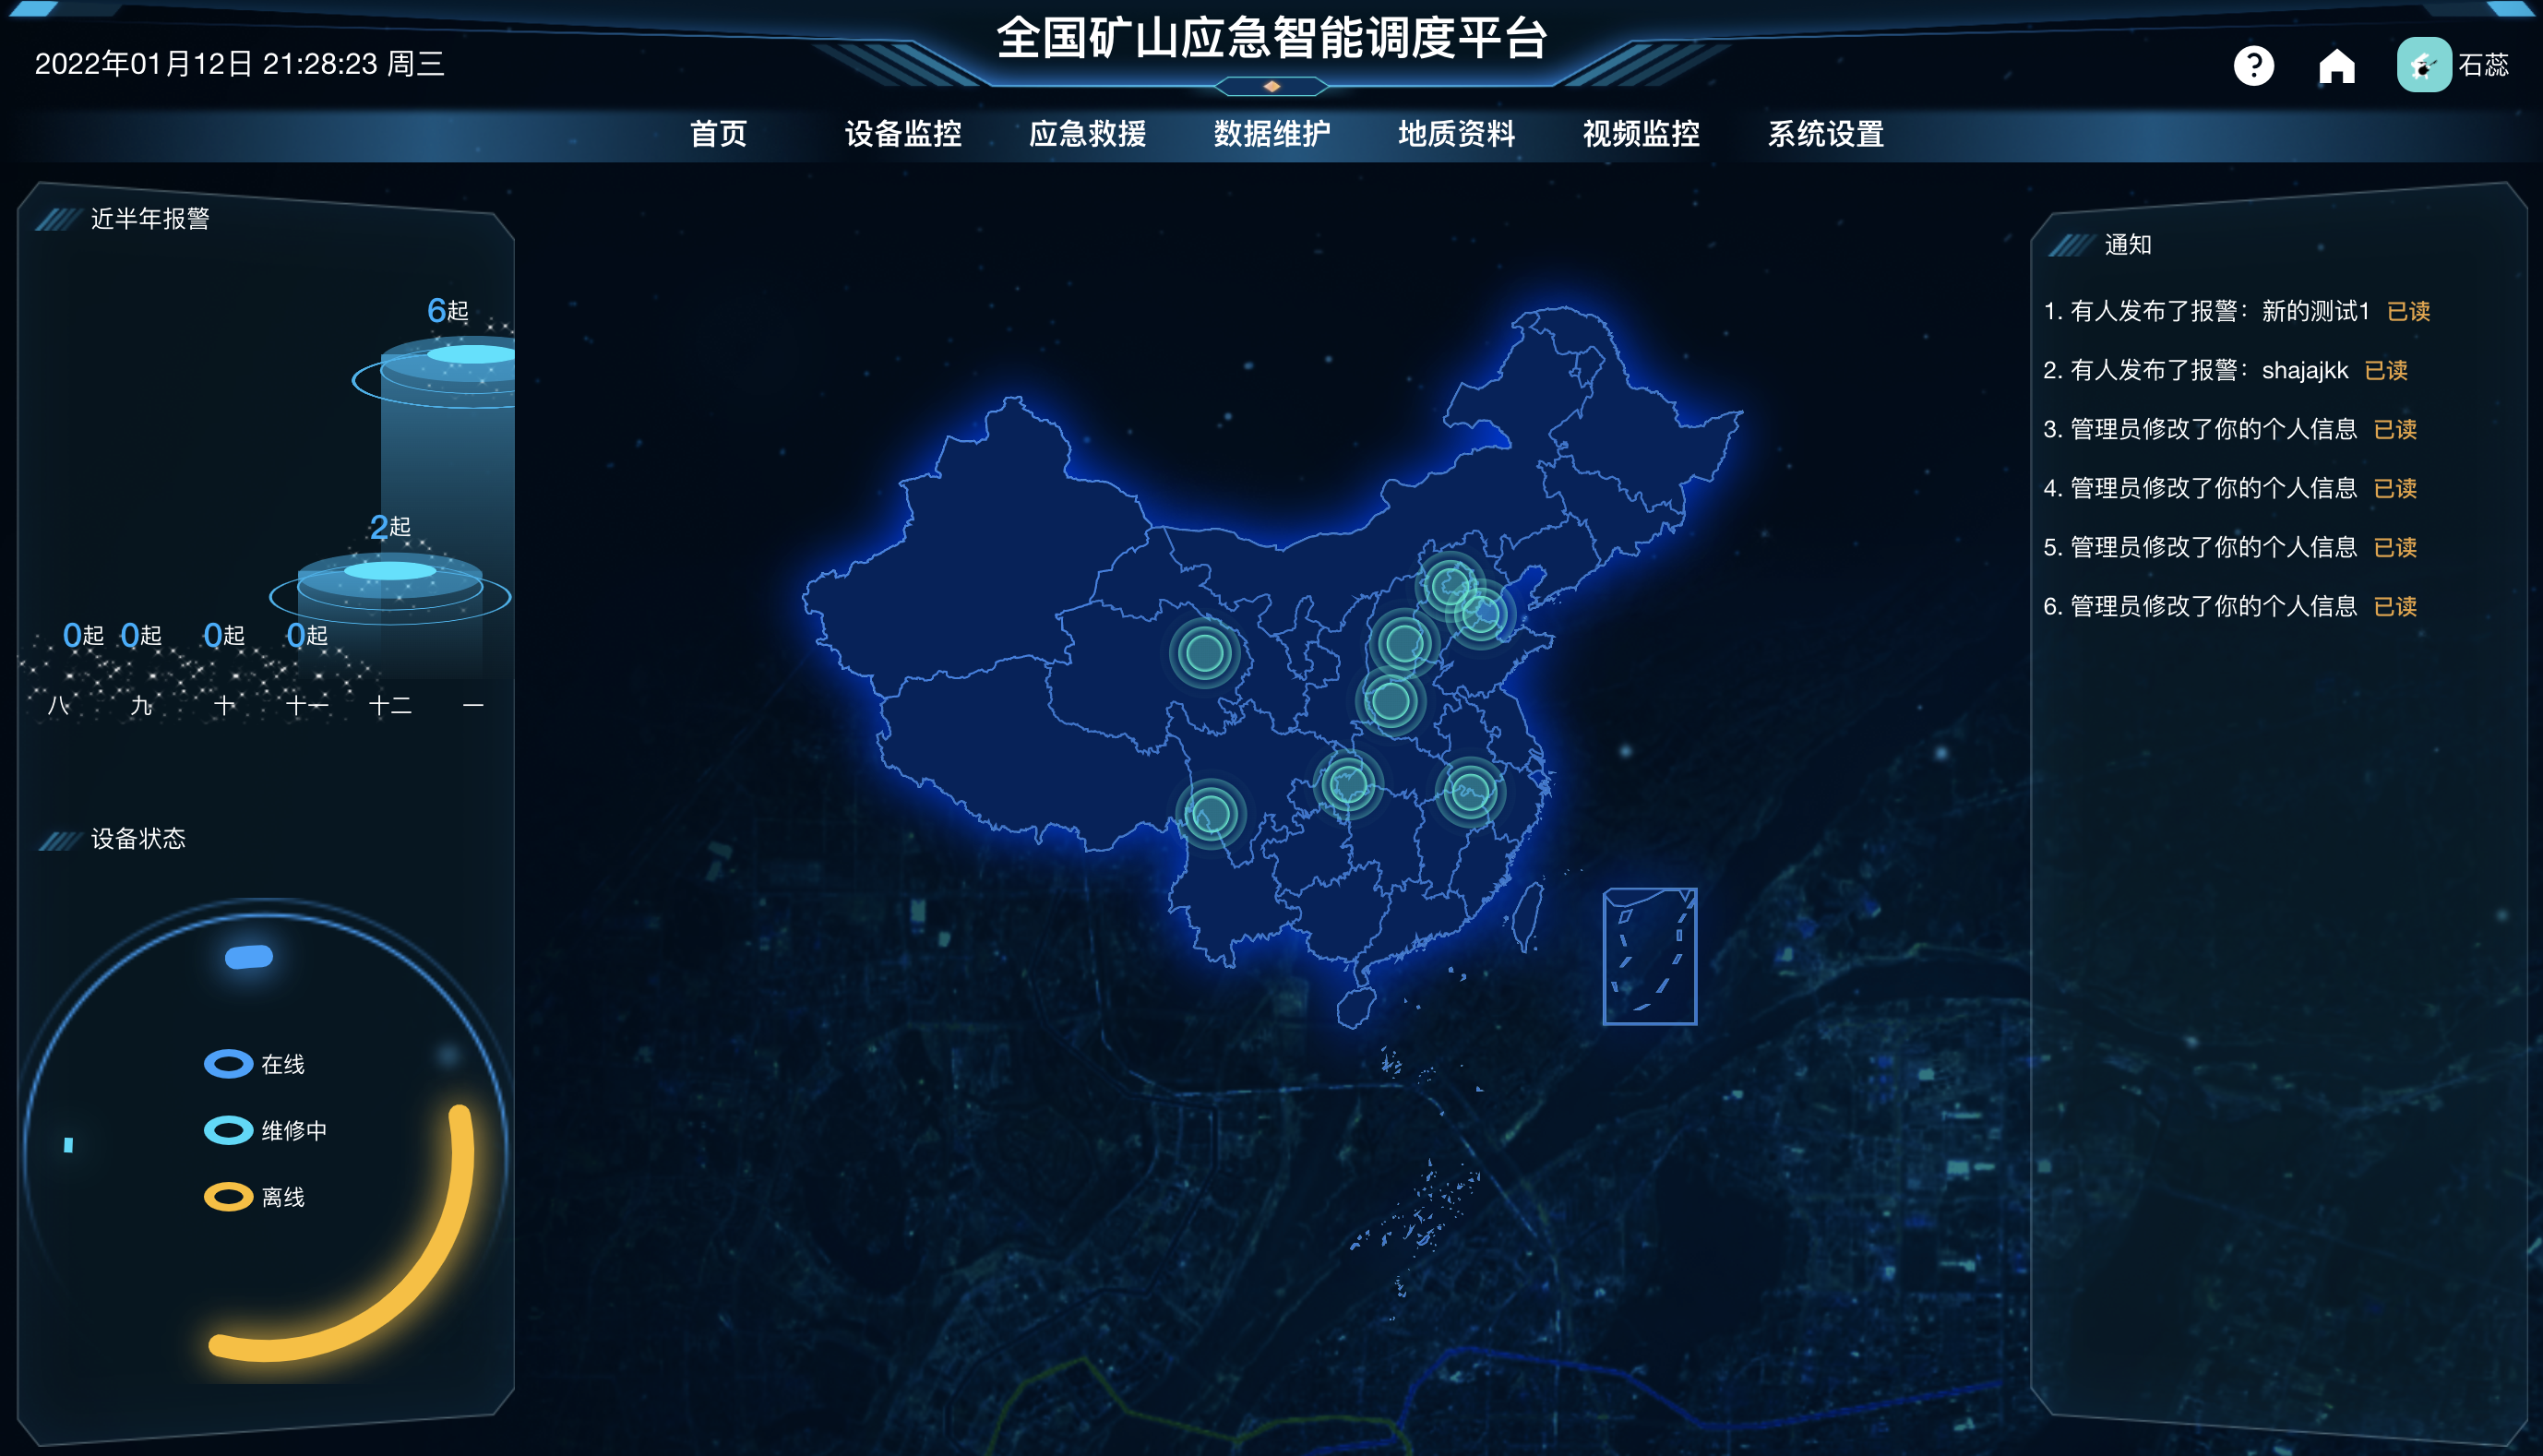 全国矿山应急智能调度平台
2022年01月12日 21:28:23 周三
石蕊
首页 设备监控 应急救援 数据维护 地质资料 视频监控 系统设置
近半年报警
6起
2起
0起 0起 0起 0起
八 九 十 十一 十二 一
设备状态
在线
维修中
离线
通知
1. 有人发布了报警：新的测试1 已读
2. 有人发布了报警：shajajkk 已读
3. 管理员修改了你的个人信息 已读
4. 管理员修改了你的个人信息 已读
5. 管理员修改了你的个人信息 已读
6. 管理员修改了你的个人信息 已读